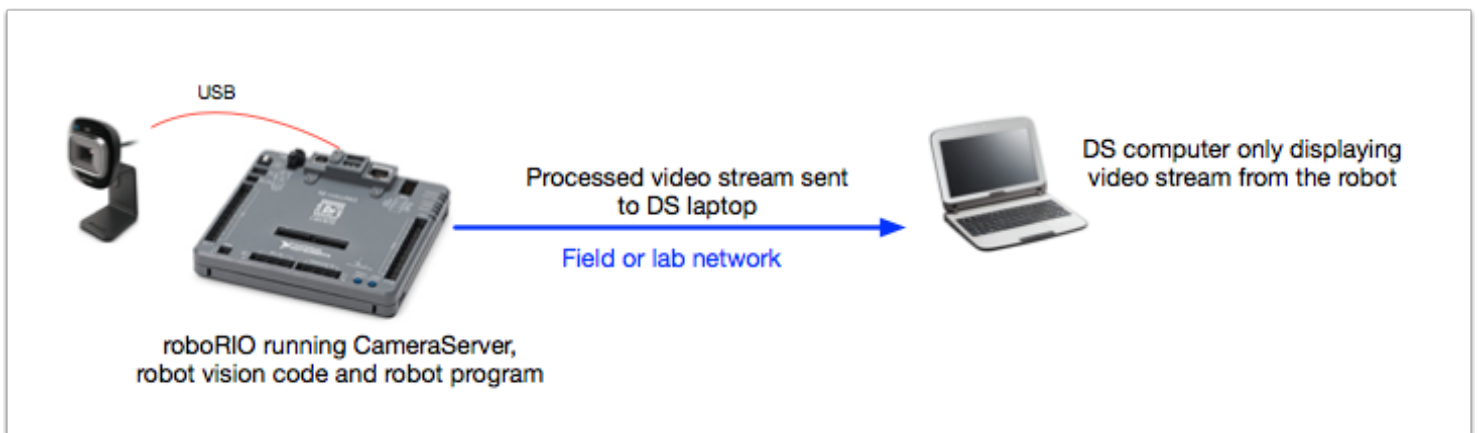 USB
Processed video stream sent
to DS laptop
Field or lab network
DS computer only displaying
video stream from the robot
roboRIO running CameraServer,
robot vision code and robot program